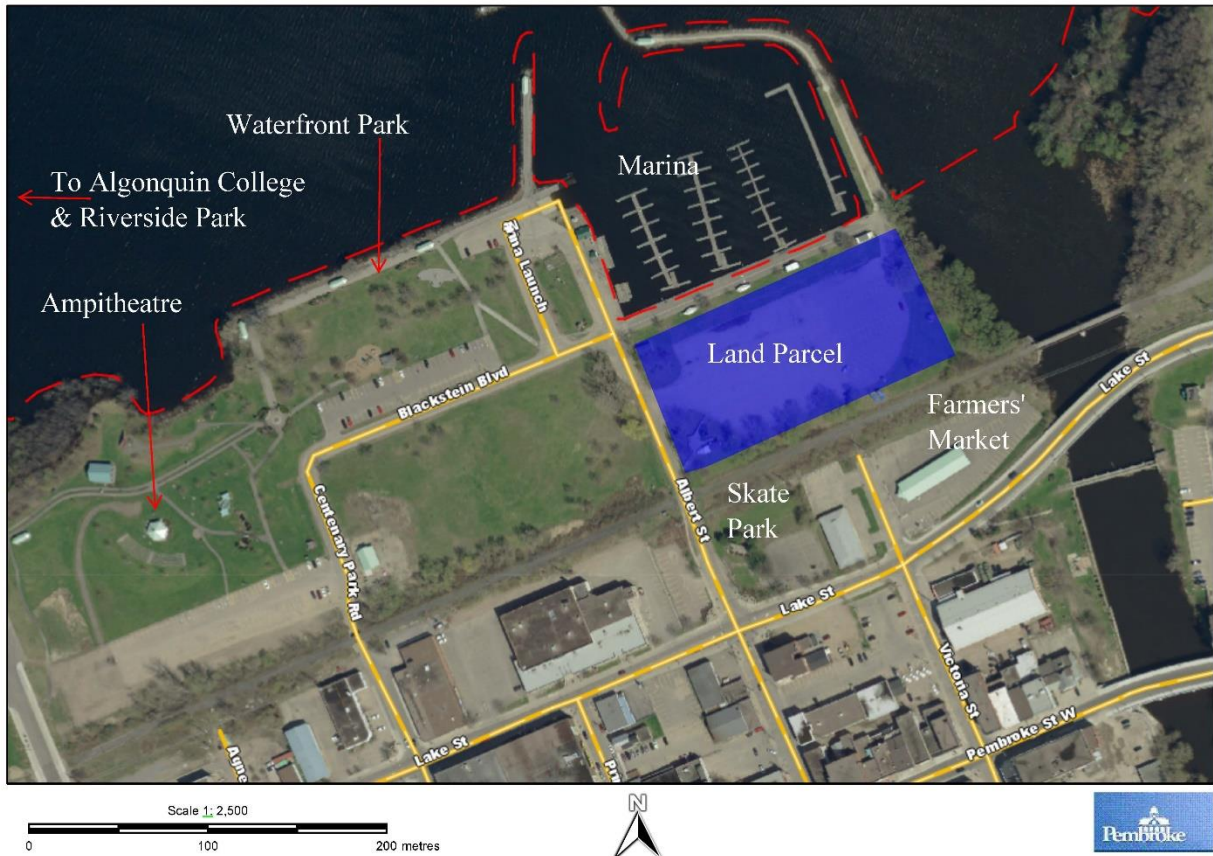 Waterfront Park
To Algonquin College
& Riverside Park
Marina
Ampitheatre
Launch
Land Parcel
Blackstein Blvd
Farmers'
Market
Lake St
Skate
Park
Albert St
Centenary Park Rd
Lake St
Victoria St
Lake St
Pembroke St W
Agne
Scale 1: 2,500
0 100 200 metres
N
Pembroke